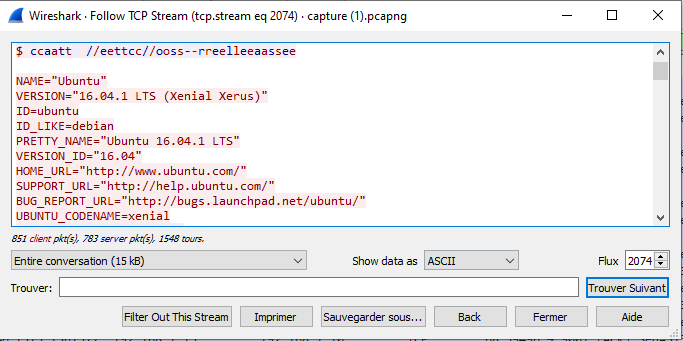 Wireshark · Follow TCP Stream (tcp.stream eq 2074) · capture (1).pcapng
$ ccaatt  //eettcc//ooss--rreelleeaassee
NAME="Ubuntu"
VERSION="16.04.1 LTS (Xenial Xerus)"
ID=ubuntu
ID_LIKE=debian
PRETTY_NAME="Ubuntu 16.04.1 LTS"
VERSION_ID="16.04"
HOME_URL="http://www.ubuntu.com/"
SUPPORT_URL="http://help.ubuntu.com/"
BUG_REPORT_URL="http://bugs.launchpad.net/ubuntu/"
UBUNTU_CODENAME=xenial
851 client pkt(s), 783 server pkt(s), 1548 tours.
Entire conversation (15 kB) Show data as ASCII Flux 2074
Trouver: Trouver Suivant
Filter Out This Stream Imprimer Sauvegarder sous... Back Fermer Aide